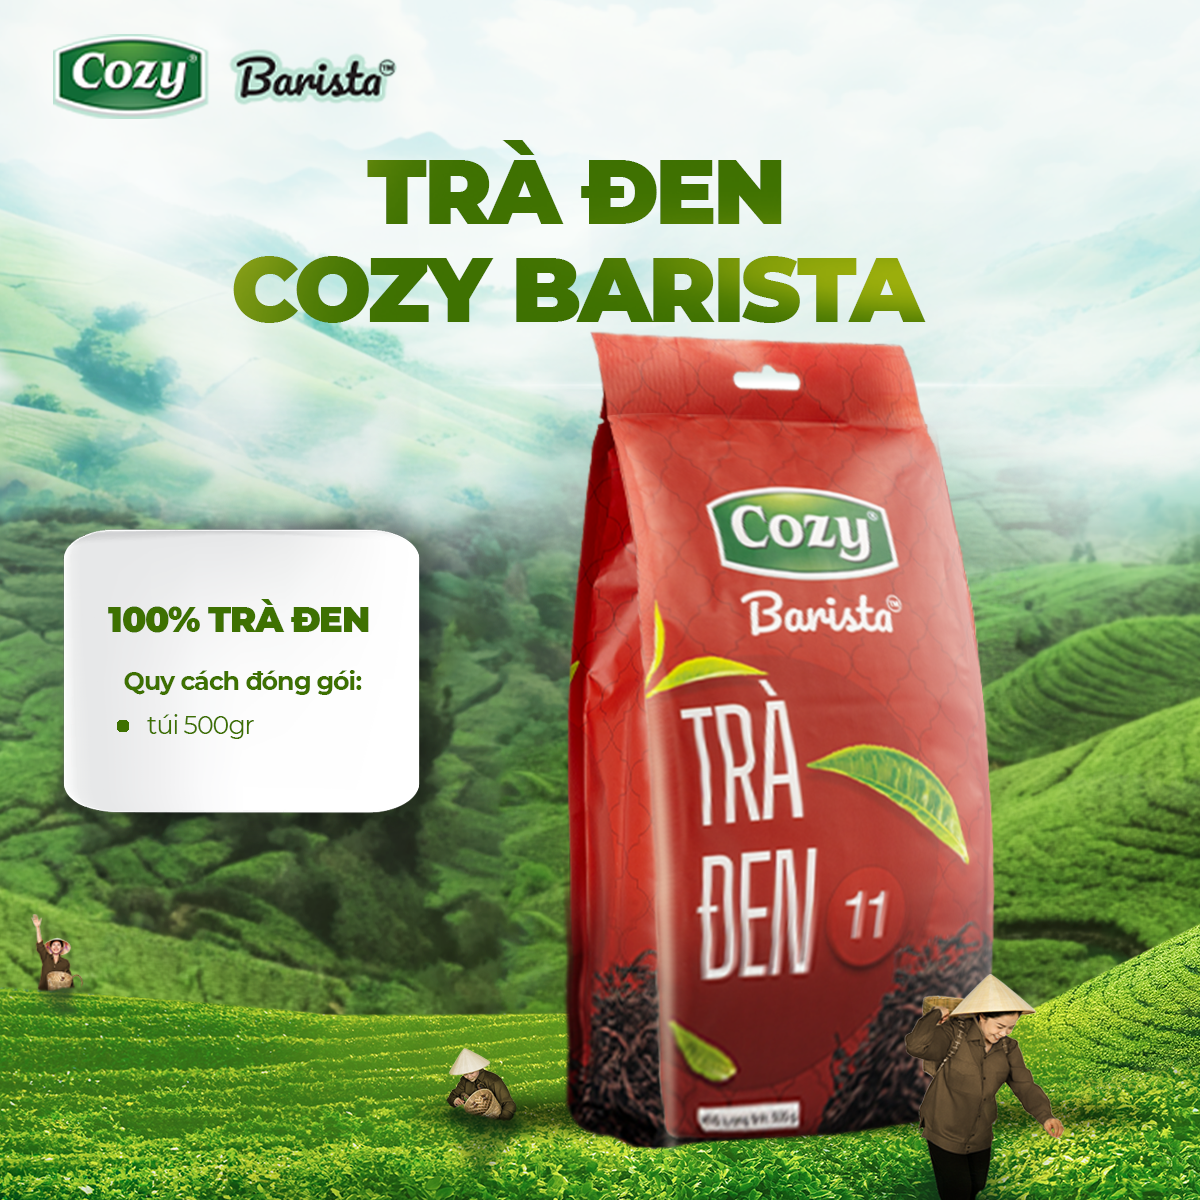 Cozy®
Barista™
TRÀ ĐEN
COZY BARISTA
100% TRÀ ĐEN
Quy cách đóng gói:
túi 500gr
Cozy®
Barista™
TRÀ
ĐEN
11